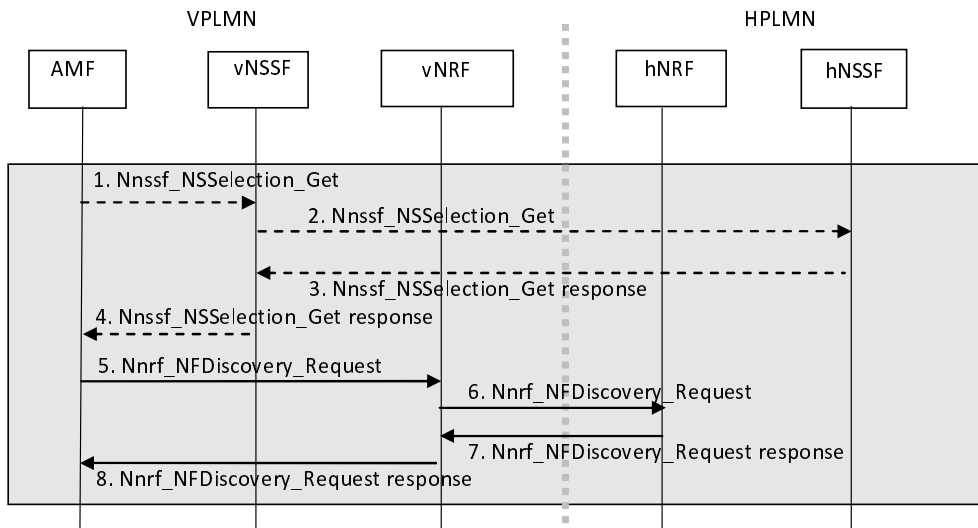 VPLMN
HPLMN
AMF
vNSSF
vNRF
hNRF
hNSSF
1. Nnssf_NSSelection_Get
2. Nnssf_NSSelection_Get
3. Nnssf_NSSelection_Get response
4. Nnssf_NSSelection_Get response
5. Nnrf_NFDiscovery_Request
6. Nnrf_NFDiscovery_Request
7. Nnrf_NFDiscovery_Request response
8. Nnrf_NFDiscovery_Request response